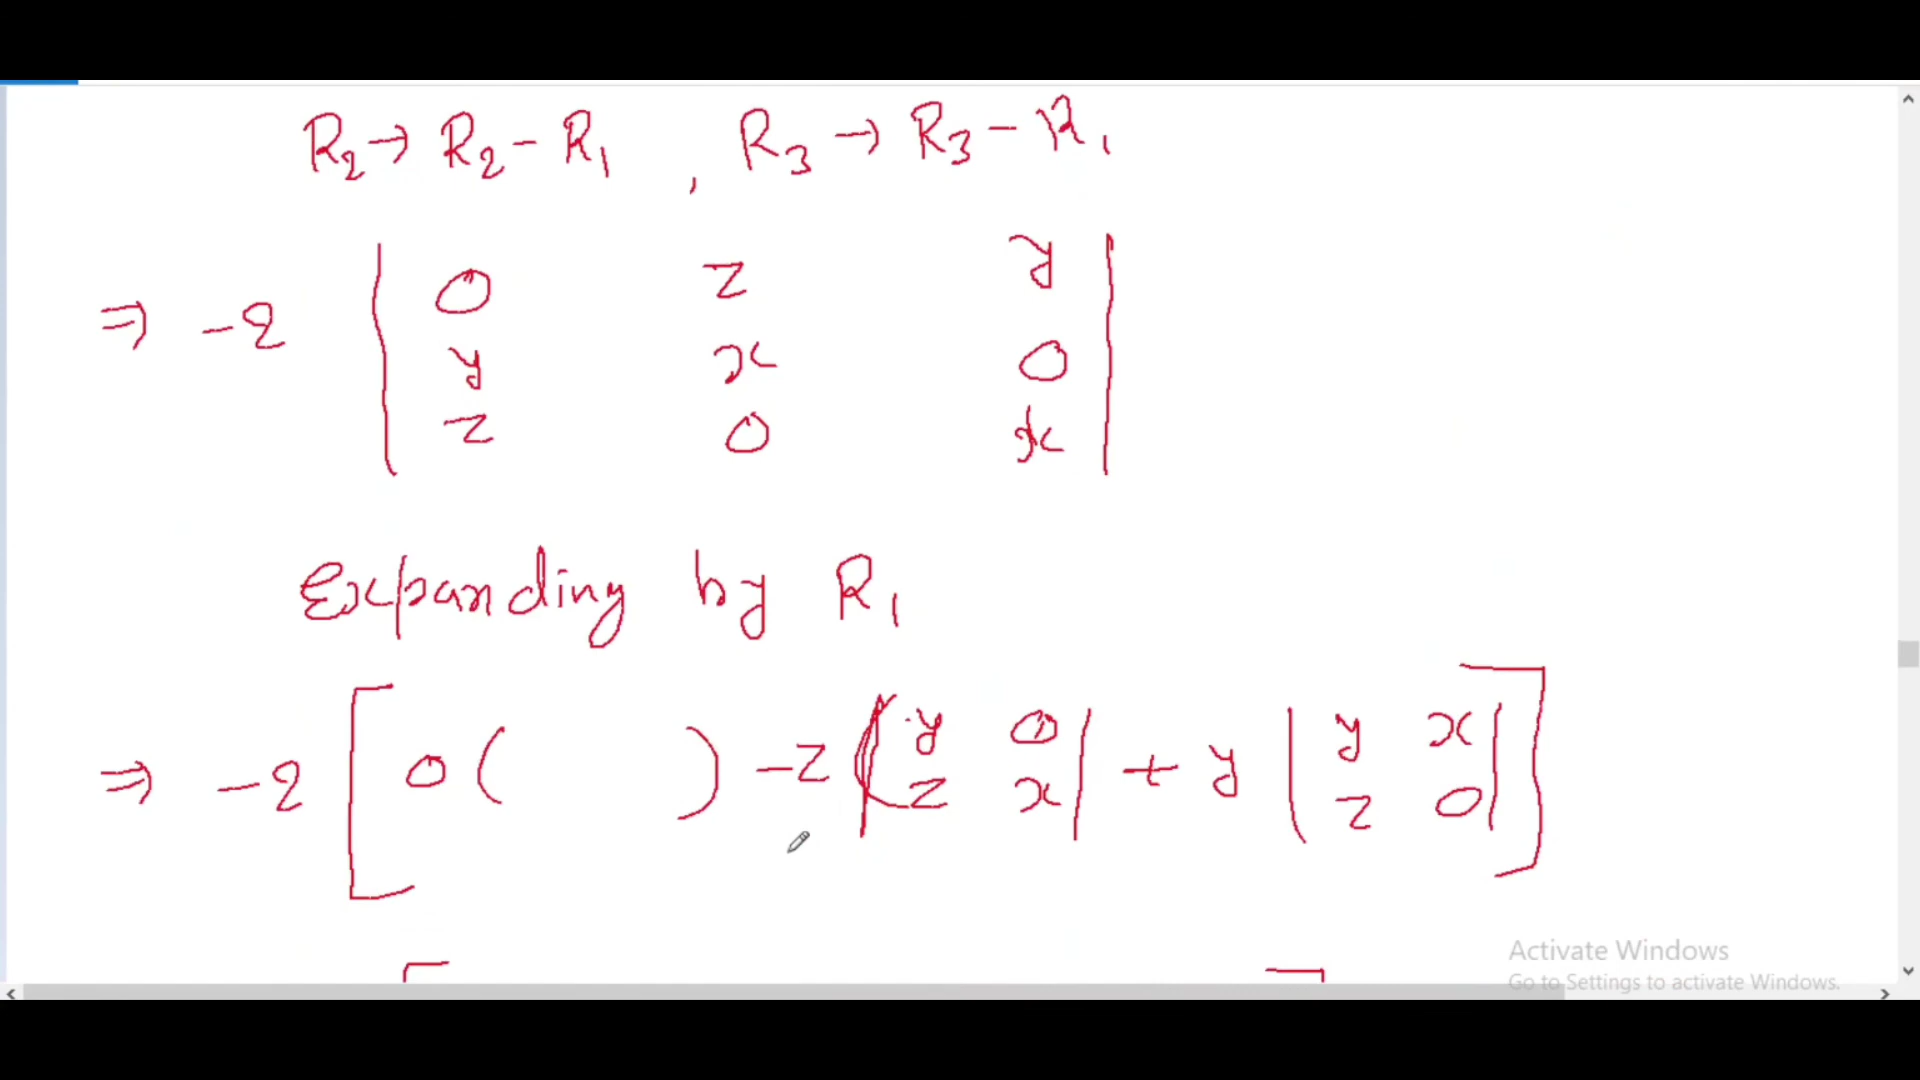 R₂ → R₂ - R₁ , R₃ → R₃ - R₁
⇒ -2 | 0 z y |
| y x 0 |
| z 0 x |
Expanding by R₁
⇒ -2 [ 0 ( ) - z | y 0 | + y | y x | ]
| z x | | z 0 |
Activate Windows
Go to Settings to activate Windows.